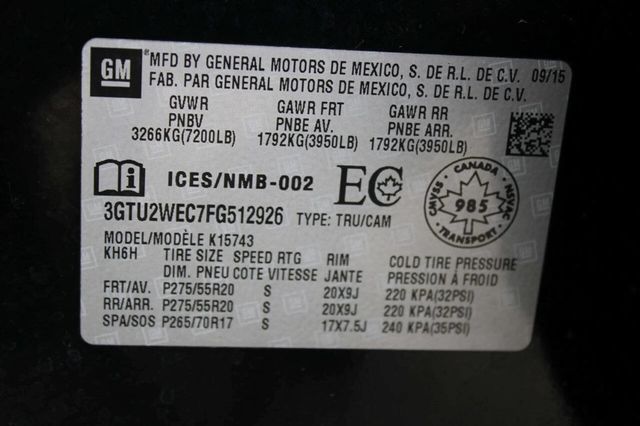 GM
*MFD BY GENERAL MOTORS DE MEXICO, S. DE R.L. DE C.V. 09/15
FAB. PAR GENERAL MOTORS DE MEXICO, S. DE R.L. DE C.V.
GVWR GAWR FRT GAWR RR
PNBV PNBE AV. PNBE ARR.
3266KG(7200LB) 1792KG(3950LB) 1792KG(3950LB)
ICES/NMB-002 EC
3GTU2WEC7FG512926 TYPE: TRU/CAM
CANADA
CMVSS 985 NSVAC
TRANSPORT
MODEL/MODÈLE K15743
KH6H TIRE SIZE SPEED RTG RIM COLD TIRE PRESSURE
DIM. PNEU COTE VITESSE JANTE PRESSION À FROID
FRT/AV. P275/55R20 S 20X9J 220 KPA(32PSI)
RR/ARR. P275/55R20 S 20X9J 220 KPA(32PSI)
SPA/SOS P265/70R17 S 17X7.5J 240 KPA(35PSI)